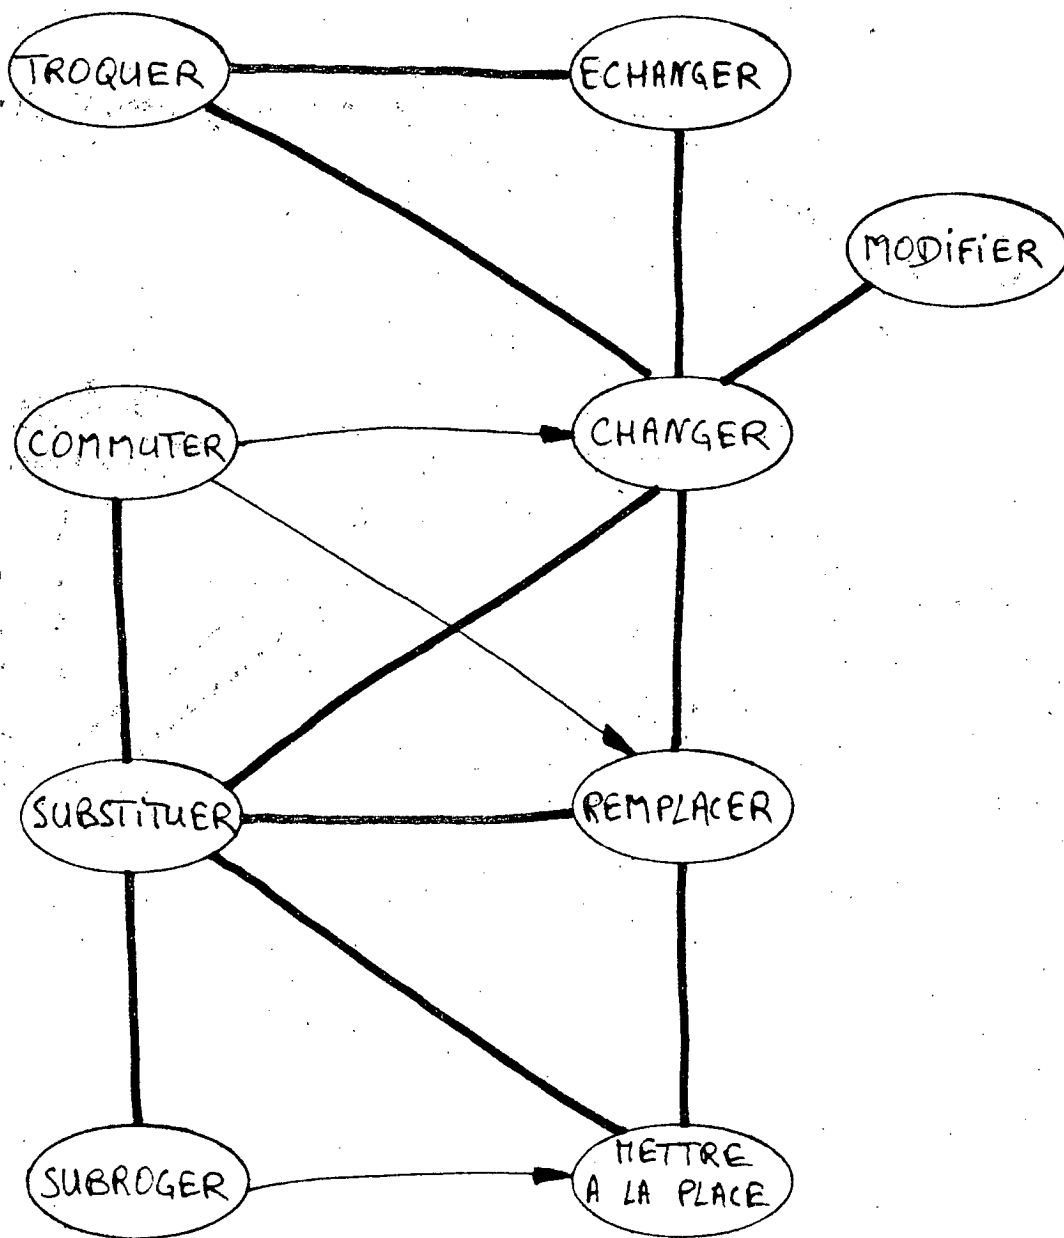 TROQUER
ECHANGER
MODiFiER
COMMUTER
CHANGER
SUBSTiTUER
REMPLACER
SUBROGER
METTRE
A LA PLACE